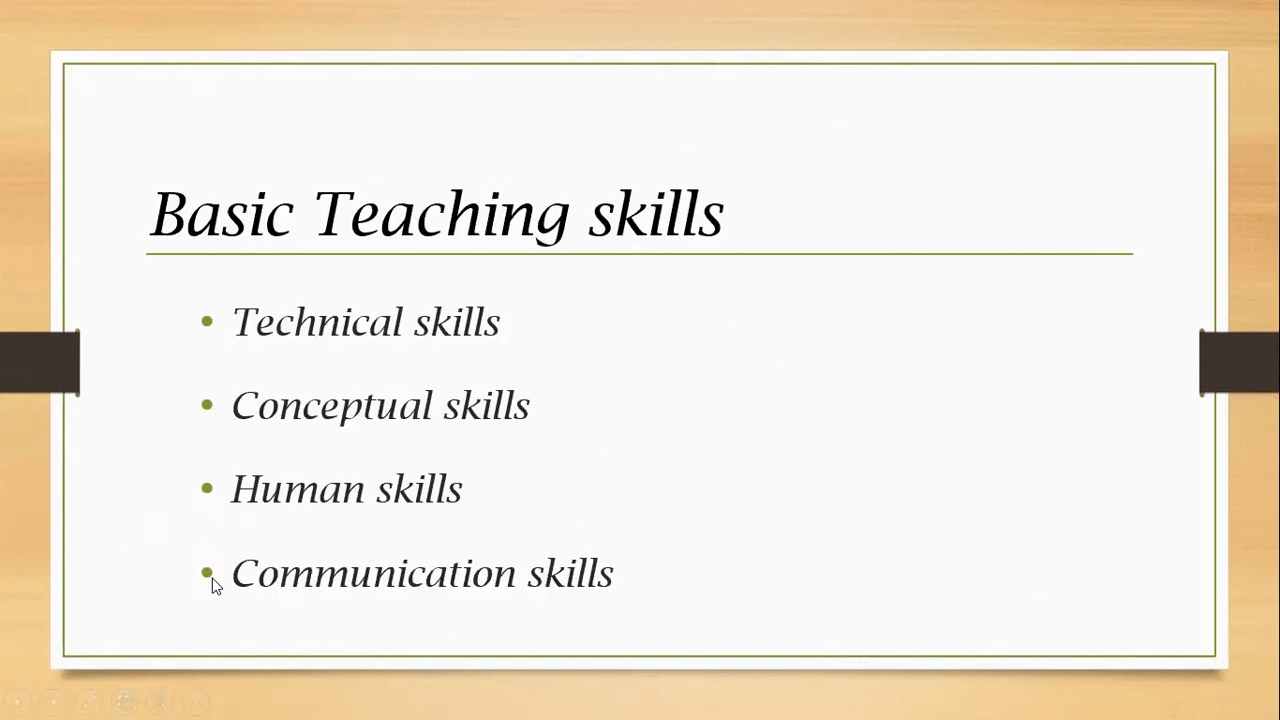 Basic Teaching skills
• Technical skills
• Conceptual skills
• Human skills
• Communication skills